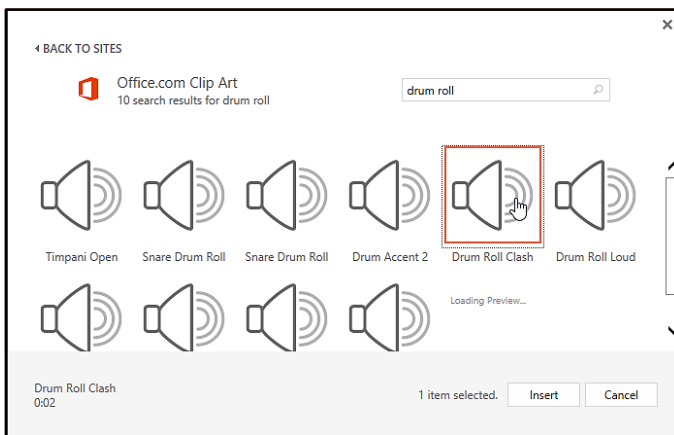 BACK TO SITES
Office.com Clip Art
10 search results for drum roll
drum roll
Timpani Open
Snare Drum Roll
Snare Drum Roll
Drum Accent 2
Drum Roll Clash
Drum Roll Loud
Loading Preview...
Drum Roll Clash
0:02
1 item selected.
Insert
Cancel